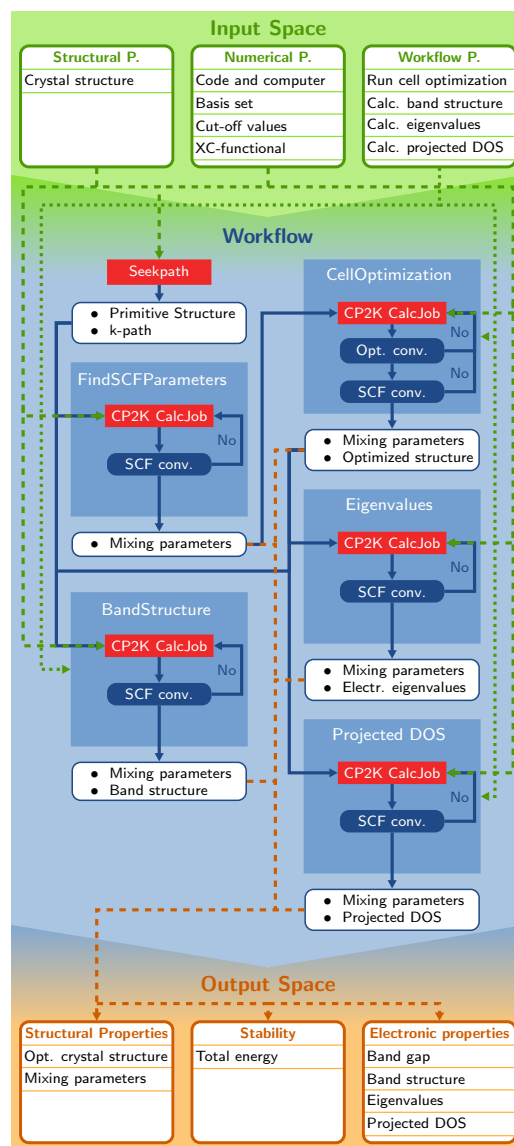 Input Space
Structural P.
Crystal structure
Numerical P.
Code and computer
Basis set
Cut-off values
XC-functional
Workflow P.
Run cell optimization
Calc. band structure
Calc. eigenvalues
Calc. projected DOS
Workflow
Seekpath
● Primitive Structure
● k-path
CellOptimization
CP2K CalcJob
No
Opt. conv.
No
SCF conv.
● Mixing parameters
● Optimized structure
FindSCFParameters
CP2K CalcJob
No
SCF conv.
● Mixing parameters
Eigenvalues
CP2K CalcJob
No
SCF conv.
● Mixing parameters
● Electr. eigenvalues
BandStructure
CP2K CalcJob
No
SCF conv.
● Mixing parameters
● Band structure
Projected DOS
CP2K CalcJob
No
SCF conv.
● Mixing parameters
● Projected DOS
Output Space
Structural Properties
Opt. crystal structure
Mixing parameters
Stability
Total energy
Electronic properties
Band gap
Band structure
Eigenvalues
Projected DOS